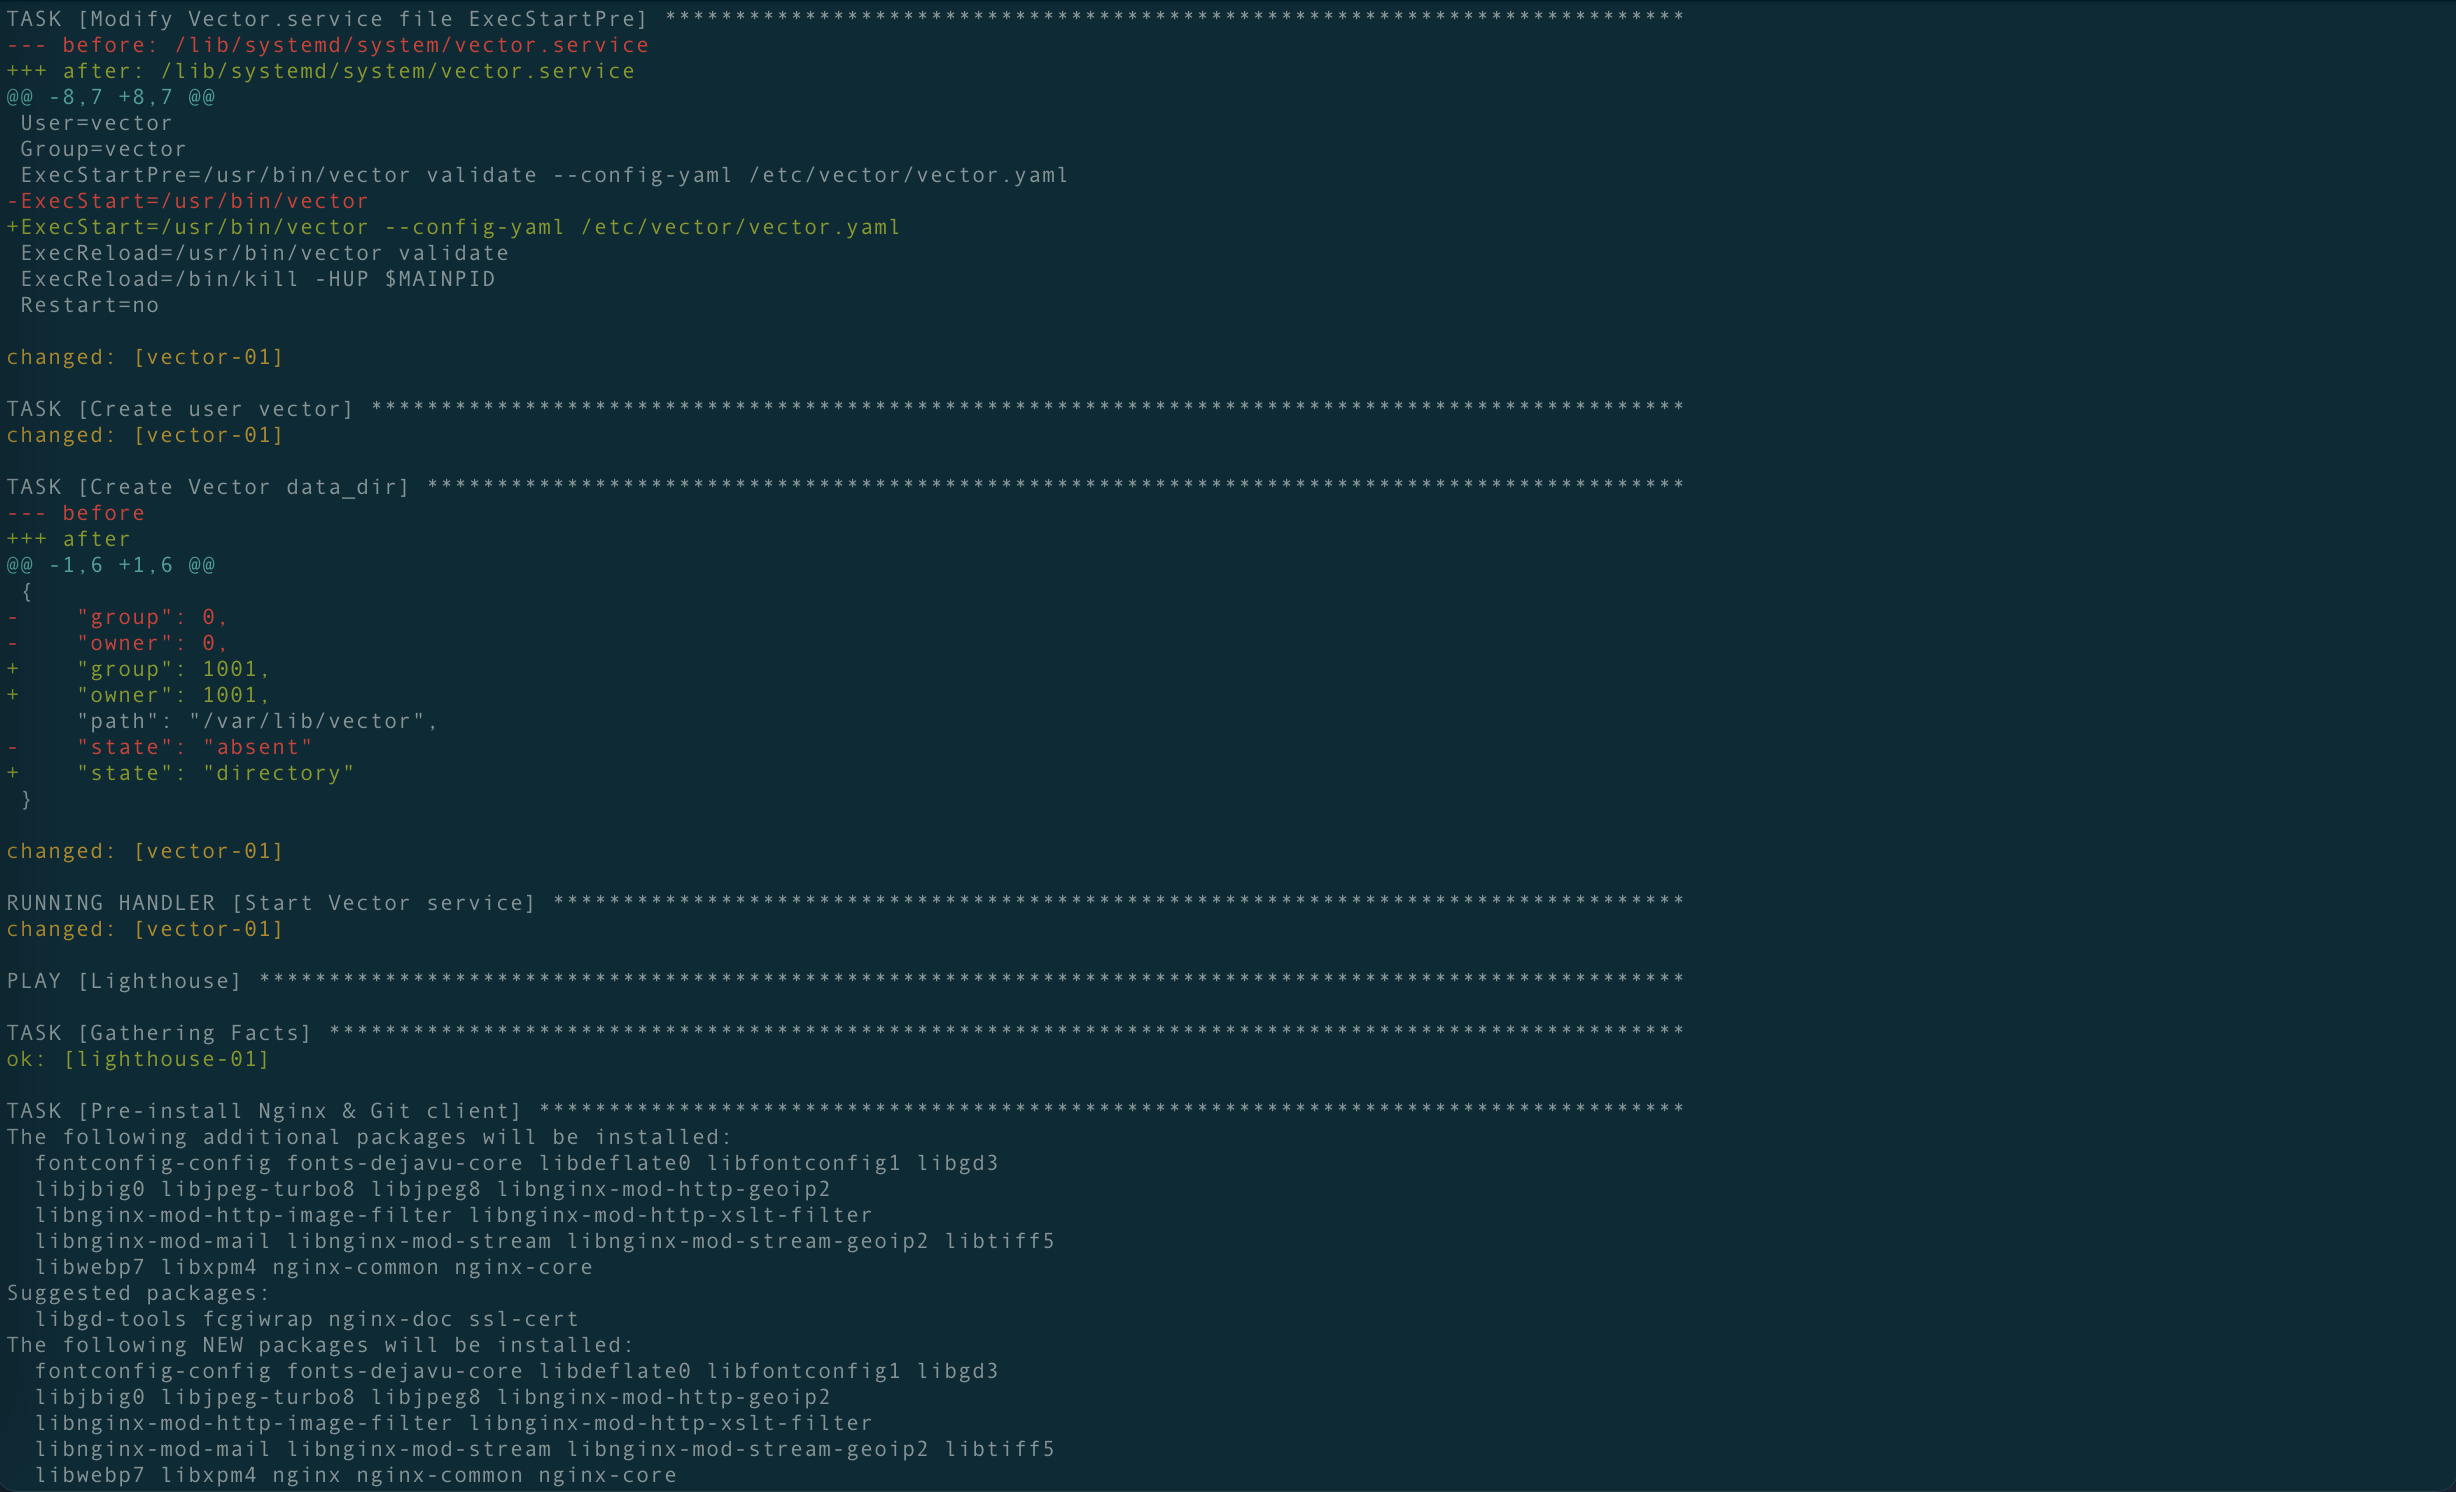 TASK [Modify Vector.service file ExecStartPre] *************************************************************************
--- before: /lib/systemd/system/vector.service
+++ after: /lib/systemd/system/vector.service
@@ -8,7 +8,7 @@
 User=vector
 Group=vector
 ExecStartPre=/usr/bin/vector validate --config-yaml /etc/vector/vector.yaml
-ExecStart=/usr/bin/vector
+ExecStart=/usr/bin/vector --config-yaml /etc/vector/vector.yaml
 ExecReload=/usr/bin/vector validate
 ExecReload=/bin/kill -HUP $MAINPID
 Restart=no
changed: [vector-01]
TASK [Create user vector] **********************************************************************************************
changed: [vector-01]
TASK [Create Vector data_dir] ******************************************************************************************
--- before
+++ after
@@ -1,6 +1,6 @@
 {
-    "group": 0,
-    "owner": 0,
+    "group": 1001,
+    "owner": 1001,
     "path": "/var/lib/vector",
-    "state": "absent"
+    "state": "directory"
 }
changed: [vector-01]
RUNNING HANDLER [Start Vector service] *********************************************************************************
changed: [vector-01]
PLAY [Lighthouse] ******************************************************************************************************
TASK [Gathering Facts] *************************************************************************************************
ok: [lighthouse-01]
TASK [Pre-install Nginx & Git client] **********************************************************************************
The following additional packages will be installed:
  fontconfig-config fonts-dejavu-core libdeflate0 libfontconfig1 libgd3
  libjbig0 libjpeg-turbo8 libjpeg8 libnginx-mod-http-geoip2
  libnginx-mod-http-image-filter libnginx-mod-http-xslt-filter
  libnginx-mod-mail libnginx-mod-stream libnginx-mod-stream-geoip2 libtiff5
  libwebp7 libxpm4 nginx-common nginx-core
Suggested packages:
  libgd-tools fcgiwrap nginx-doc ssl-cert
The following NEW packages will be installed:
  fontconfig-config fonts-dejavu-core libdeflate0 libfontconfig1 libgd3
  libjbig0 libjpeg-turbo8 libjpeg8 libnginx-mod-http-geoip2
  libnginx-mod-http-image-filter libnginx-mod-http-xslt-filter
  libnginx-mod-mail libnginx-mod-stream libnginx-mod-stream-geoip2 libtiff5
  libwebp7 libxpm4 nginx nginx-common nginx-core